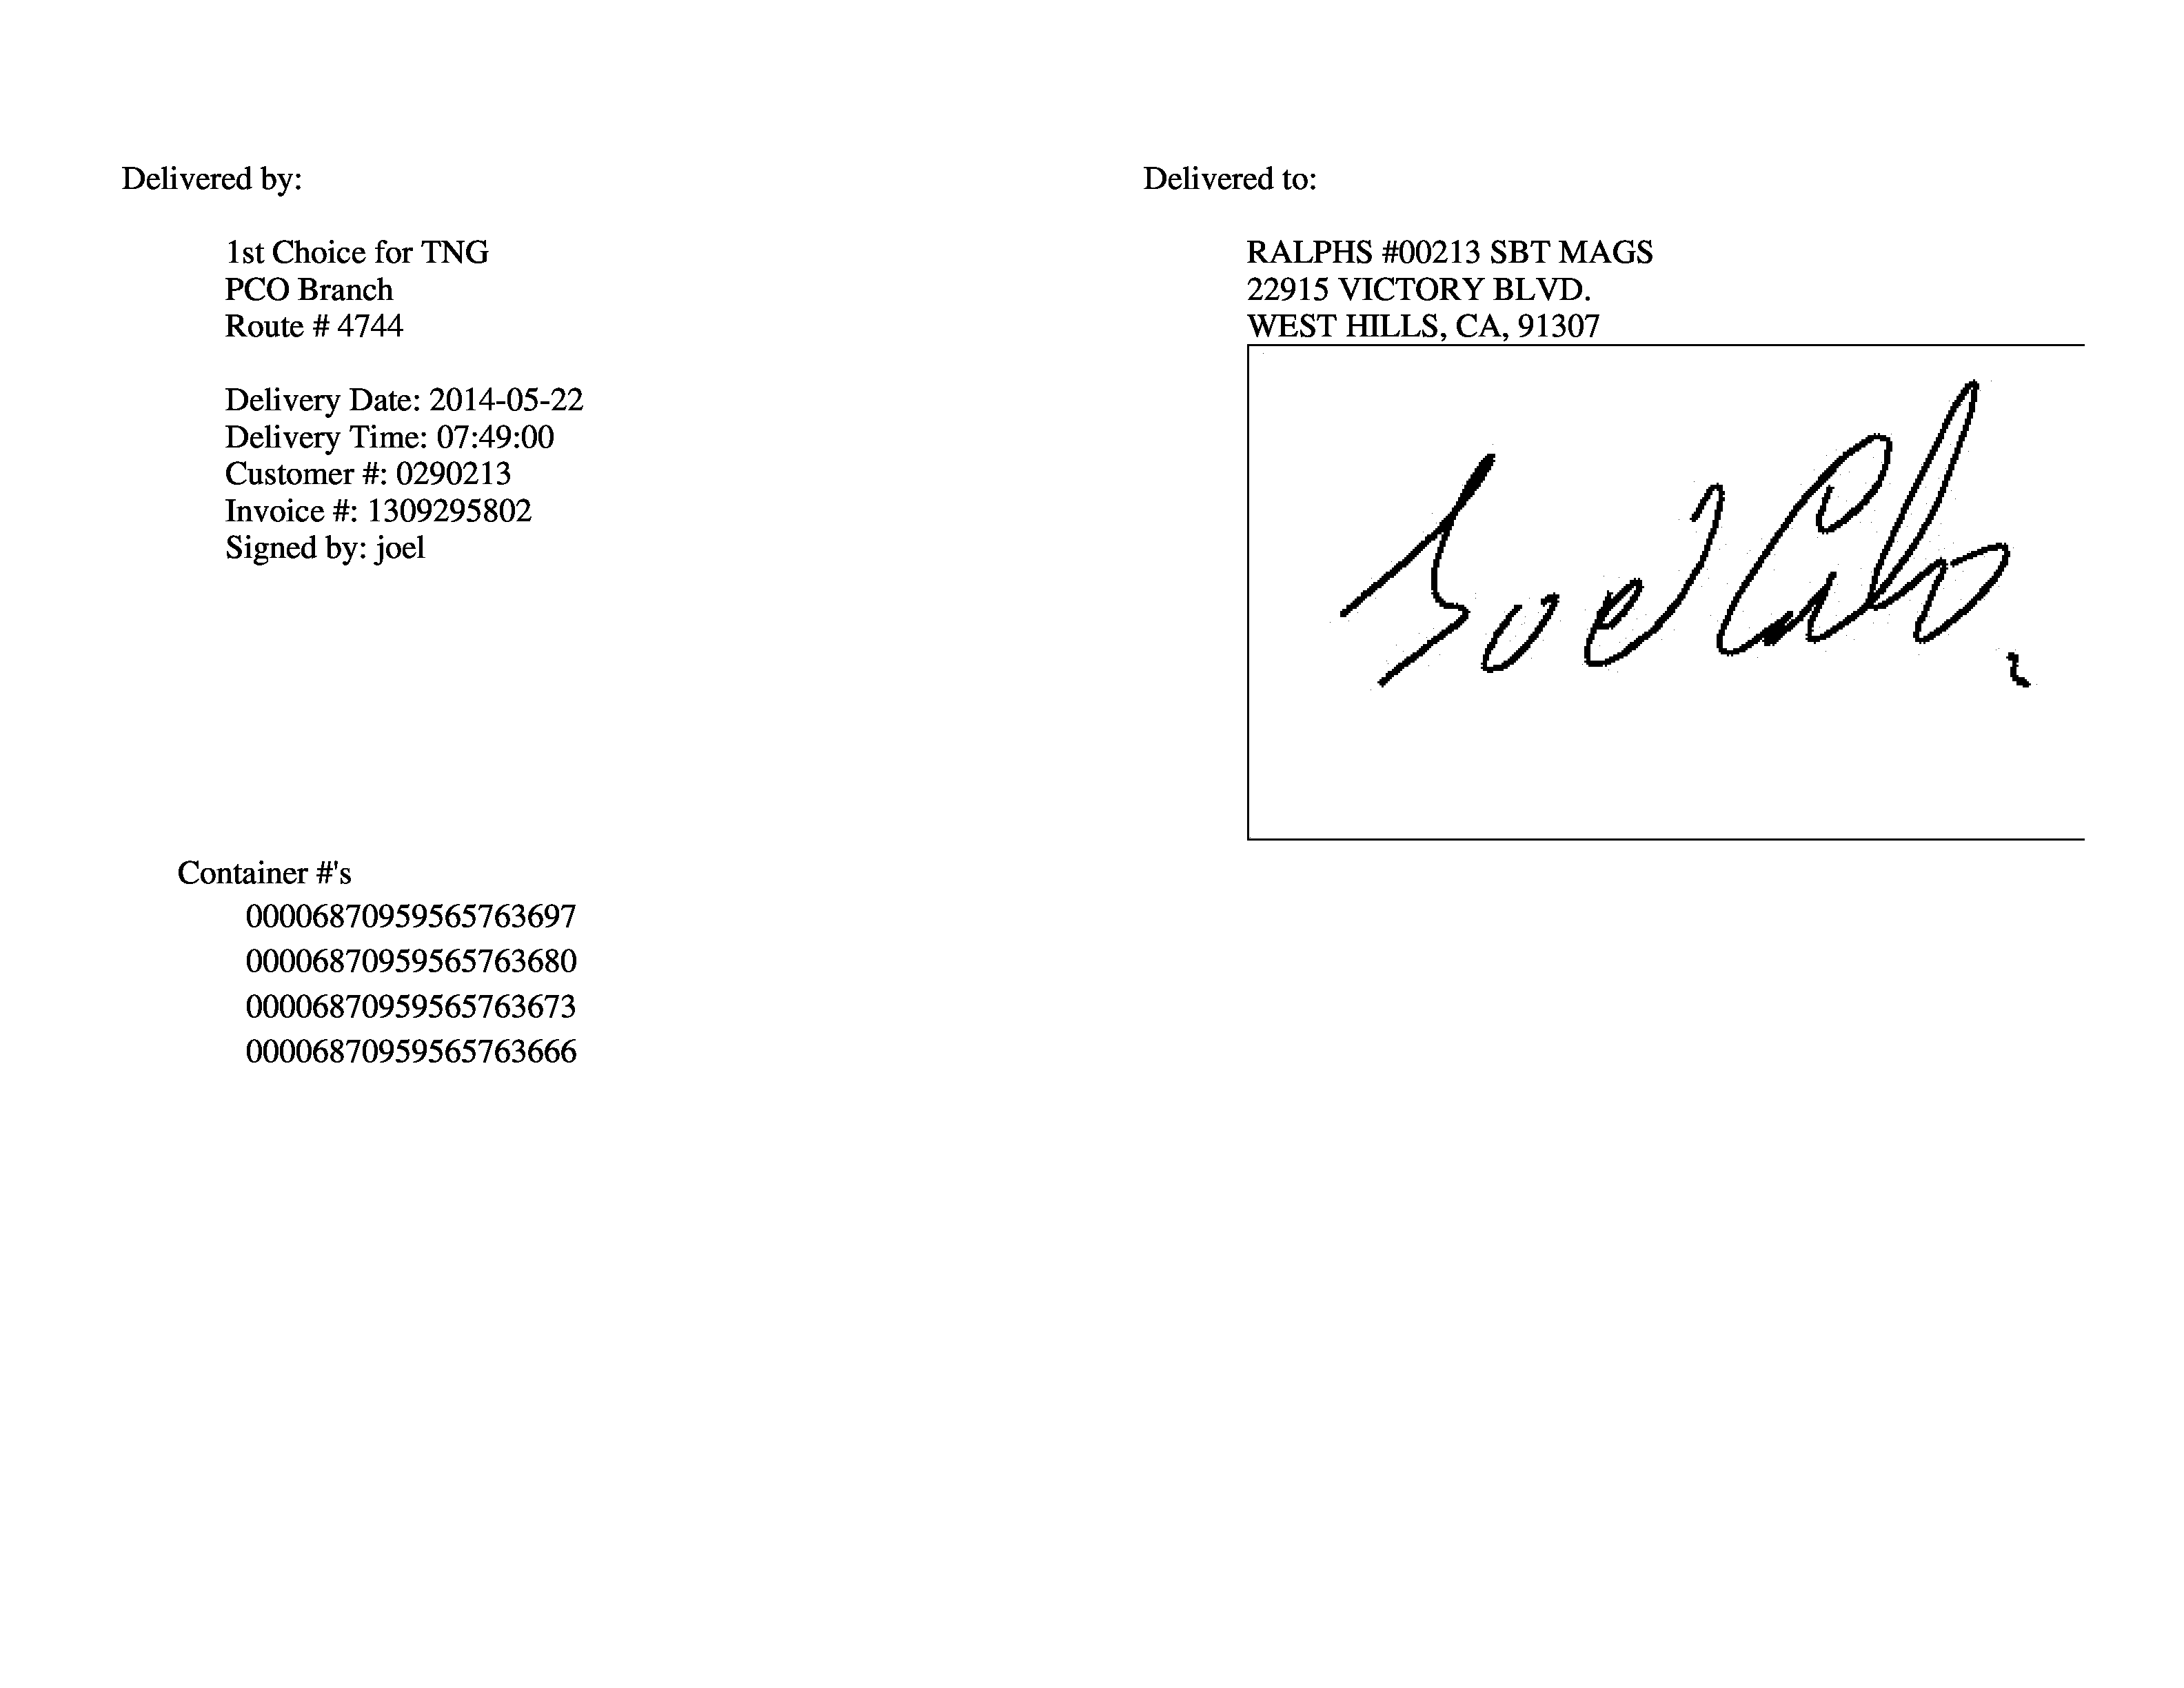 Delivered by:
1st Choice for TNG
PCO Branch
Route # 4744
Delivery Date: 2014-05-22
Delivery Time: 07:49:00
Customer #: 0290213
Invoice #: 1309295802
Signed by: joel
Delivered to:
RALPHS #00213 SBT MAGS
22915 VICTORY BLVD.
WEST HILLS, CA, 91307
Joel
Container #'s
00006870959565763697
00006870959565763680
00006870959565763673
00006870959565763666